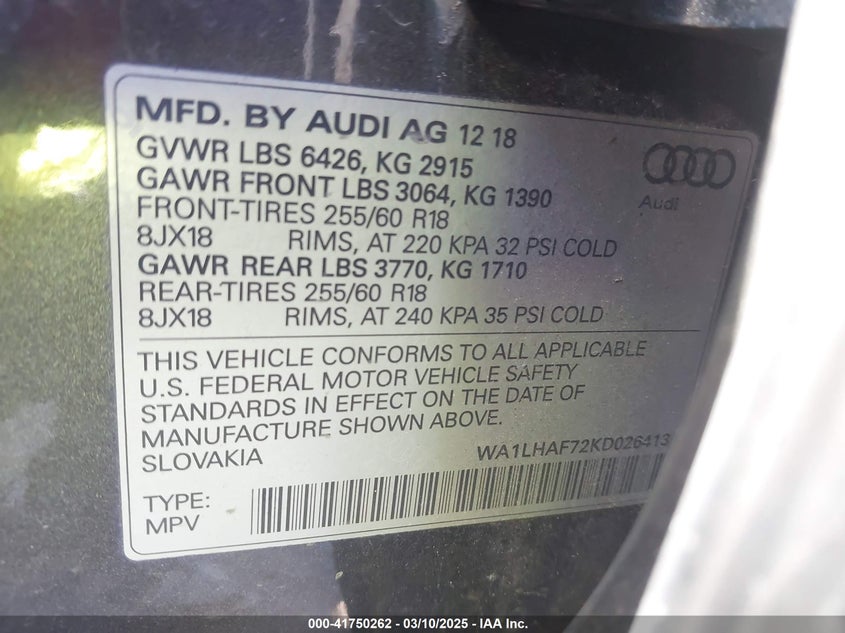 MFD. BY AUDI AG 12 18
GVWR LBS 6426, KG 2915
GAWR FRONT LBS 3064, KG 1390
FRONT-TIRES 255/60 R18
8JX18 RIMS, AT 220 KPA 32 PSI COLD
GAWR REAR LBS 3770, KG 1710
REAR-TIRES 255/60 R18
8JX18 RIMS, AT 240 KPA 35 PSI COLD
Audi
THIS VEHICLE CONFORMS TO ALL APPLICABLE
U.S. FEDERAL MOTOR VEHICLE SAFETY
STANDARDS IN EFFECT ON THE DATE OF
MANUFACTURE SHOWN ABOVE.
SLOVAKIA WA1LHAF72KD026413
TYPE:
MPV
000-41750262 - 03/10/2025 - IAA Inc.